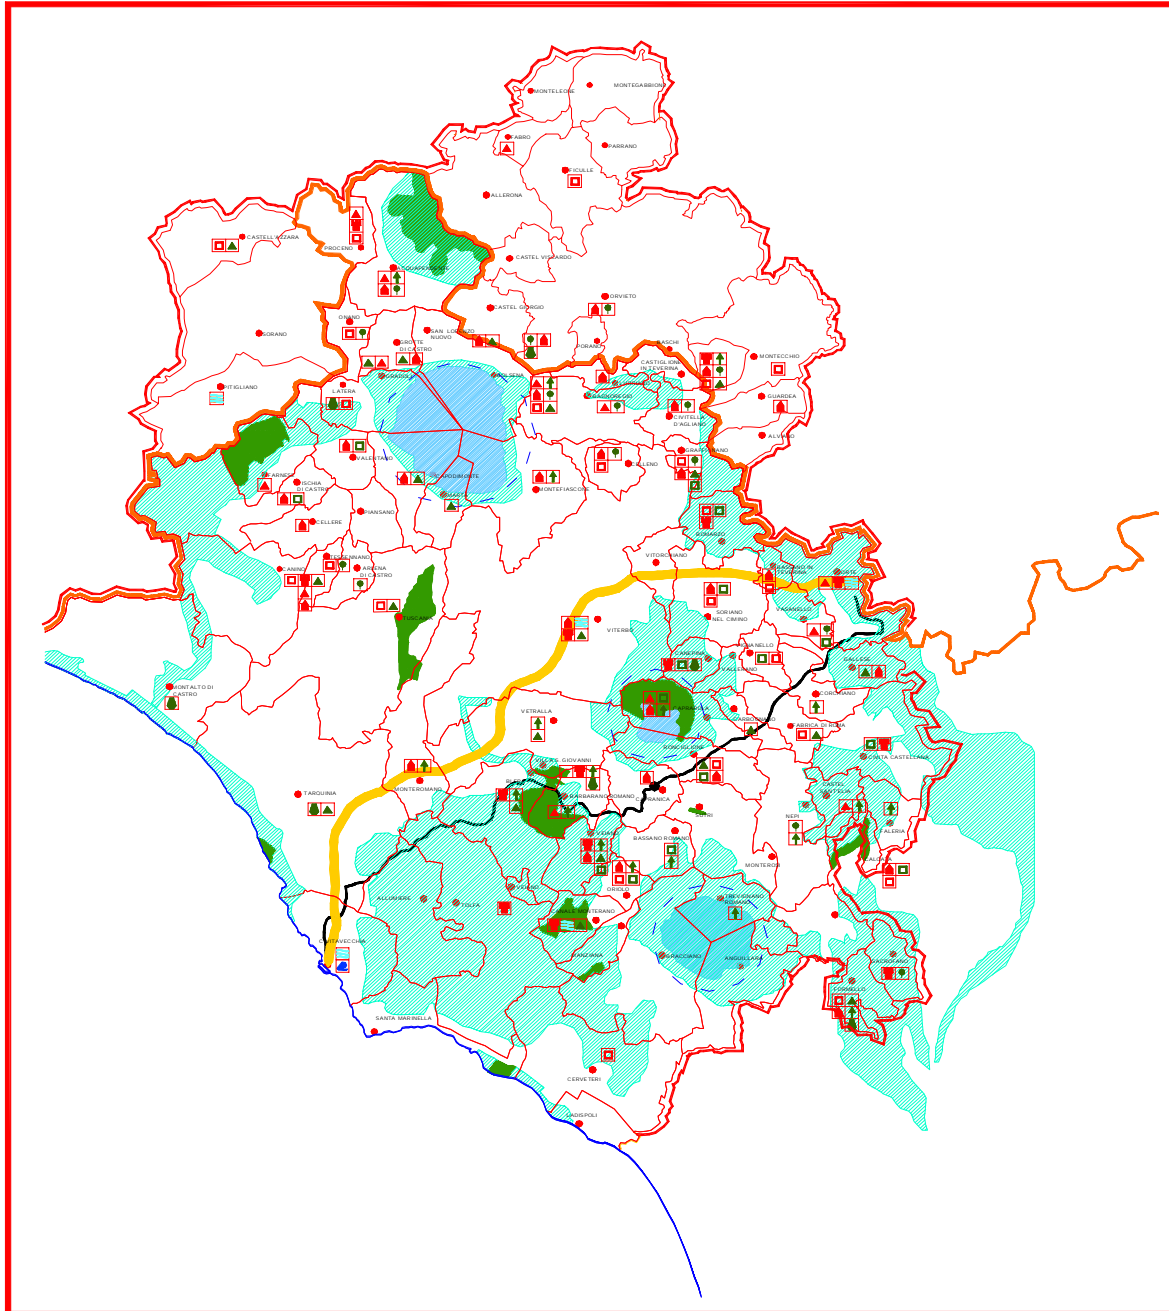 MONTEGABBIONE
MONTELEONE
FABRO
PARRANO
FICULLE
ALLERONA
CASTELL'AZZARA
PROCENO
CASTEL VISCARDO
ACQUAPENDENTE
ORVIETO
CASTEL GIORGIO
ONANO
SORANO
SAN LORENZO
NUOVO
GROTTE
DI CASTRO
PORANO
BASCHI
MONTECCHIO
CASTIGLIONE
IN TEVERINA
GRADOLI
BOLSENA
LUBRIANO
PITIGLIANO
LATERA
BAGNOREGIO
GUARDEA
CIVITELLA
D'AGLIANO
ALVIANO
GRAFFIGNANO
VALENTANO
CELLENO
FARNESE
CAPODIMONTE
ISCHIA
DI CASTRO
MONTEFIASCONE
MARTA
PIANSANO
CELLERE
BOMARZO
TESSENNANO
VITORCHIANO
CANINO
ARLENA
DI CASTRO
BASSANO IN
TEVERINA
ORTE
VASANELLO
SORIANO
NEL CIMINO
TUSCANIA
VITERBO
VIGNANELLO
CANEPINA
GALLESE
VALLERANO
MONTALTO DI
CASTRO
CORCHIANO
CAPRAROLA
VETRALLA
CARBOGNANO
FABRICA DI ROMA
RONCIGLIONE
CIVITA CASTELLANA
VILLA S. GIOVANNI
BLERA
CASTEL
SANT'ELIA
MONTEROMANO
TARQUINIA
BARBARANO ROMANO
CAPRANICA
SUTRI
NEPI
FALERIA
VEJANO
BASSANO ROMANO
CALCATA
MONTEROSI
ORIOLO
VEIANO
ALLUMIERE
TOLFA
TREVIGNANO
ROMANO
CANALE MONTERANO
CIVITAVECCHIA
MANZIANA
BRACCIANO
ANGUILLARA
SACROFANO
FORMELLO
SANTA MARINELLA
CERVETERI
LADISPOLI